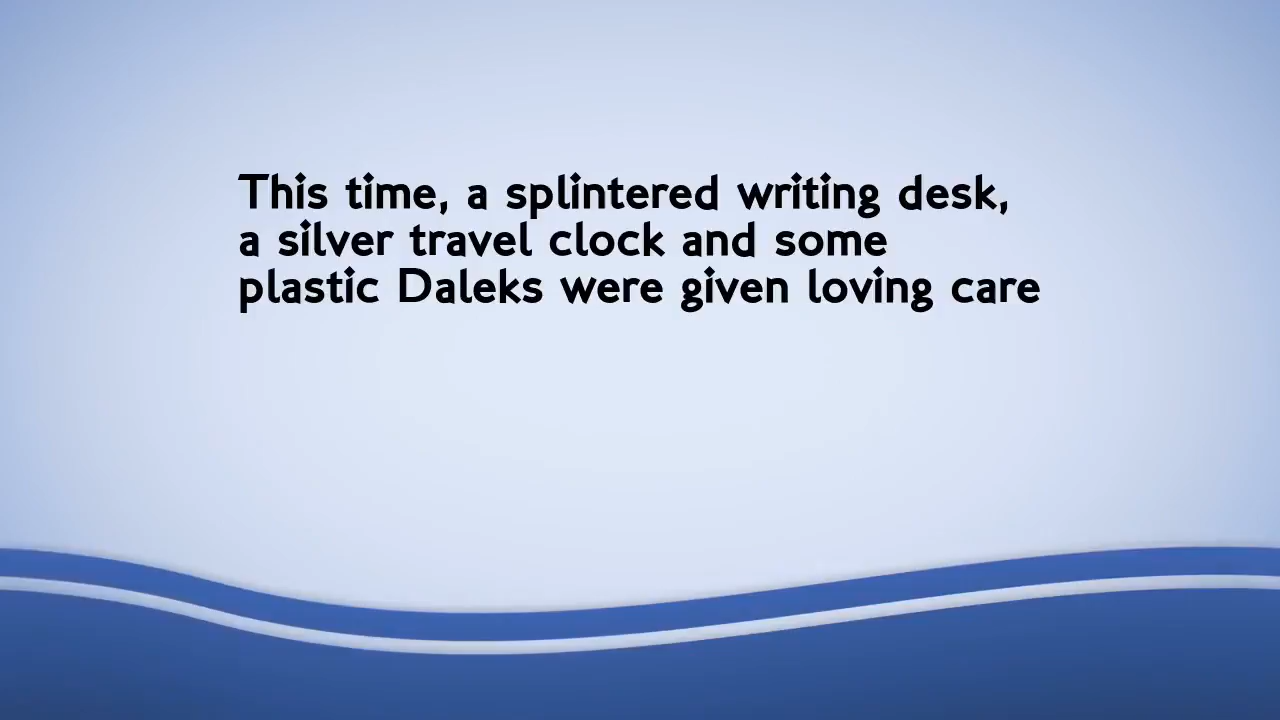 This time, a splintered writing desk,
a silver travel clock and some
plastic Daleks were given loving care